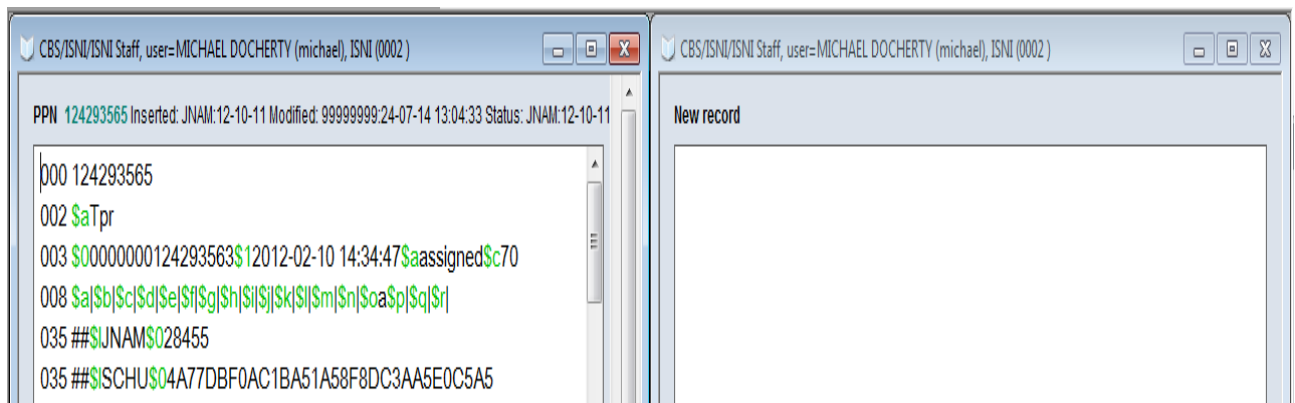 CBS/ISNI/ISNI Staff, user=MICHAEL DOCHERTY (michael), ISNI (0002 )
PPN 124293565 Inserted: JNAM:12-10-11 Modified: 99999999:24-07-14 13:04:33 Status: JNAM:12-10-11
000 124293565
002 $aTpr
003 $00000000124293563$12012-02-10 14:34:47$aassigned$c70
008 $a|$b|$c|$d|$e|$f|$g|$h|$i|$j|$k|$l|$m|$n|$oa$p|$q|$r|
035 ##$IJNAM$028455
035 ##$ISCHU$04A77DBF0AC1BA51A58F8DC3AA5E0C5A5
CBS/ISNI/ISNI Staff, user=MICHAEL DOCHERTY (michael), ISNI (0002 )
New record